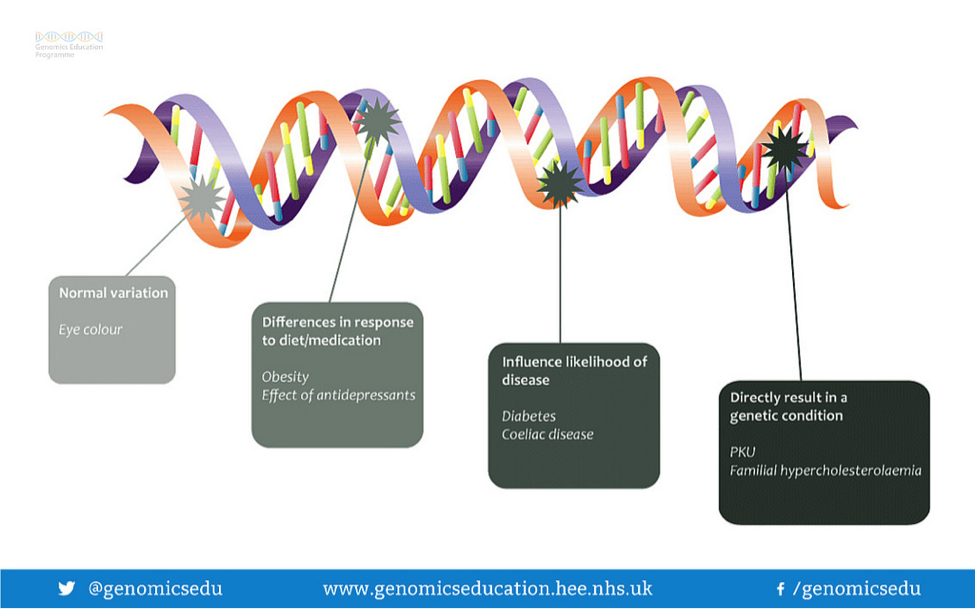 Genomics Education
Programme
Normal variation
Eye colour
Differences in response
to diet/medication
Obesity
Effect of antidepressants
Influence likelihood of
disease
Diabetes
Coeliac disease
Directly result in a
genetic condition
PKU
Familial hypercholesterolaemia
@genomicsedu
www.genomicseducation.hee.nhs.uk
/genomicsedu